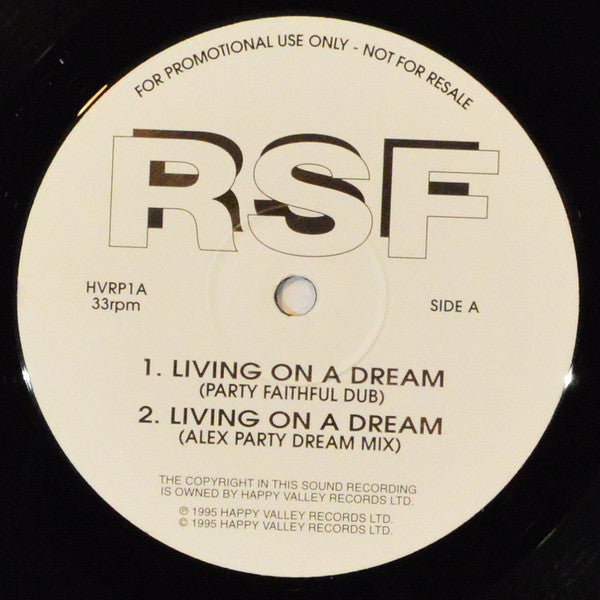 FOR PROMOTIONAL USE ONLY - NOT FOR RESALE
RSF
HVRP1A
33rpm
SIDE A
1. LIVING ON A DREAM
(PARTY FAITHFUL DUB)
2. LIVING ON A DREAM
(ALEX PARTY DREAM MIX)
THE COPYRIGHT IN THIS SOUND RECORDING
IS OWNED BY HAPPY VALLEY RECORDS LTD.
℗ 1995 HAPPY VALLEY RECORDS LTD.
© 1995 HAPPY VALLEY RECORDS LTD.